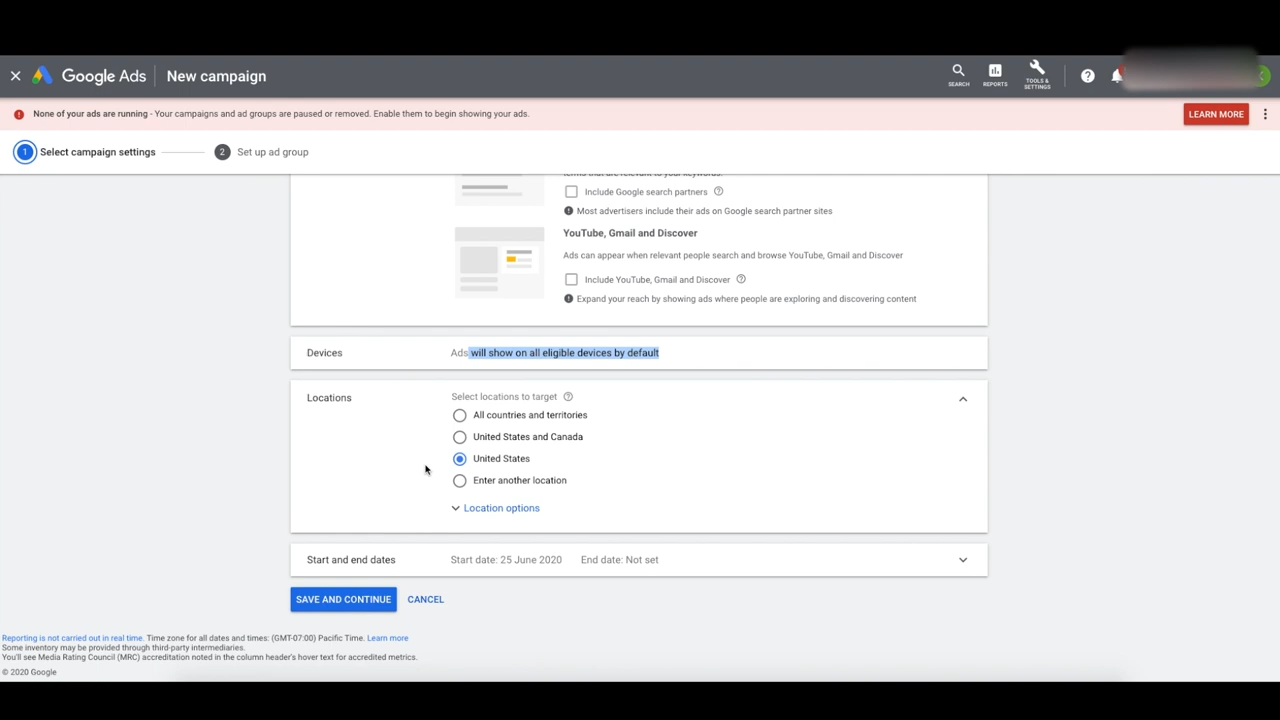 Google Ads
New campaign
SEARCH
REPORTS
TOOLS &
SETTINGS
None of your ads are running - Your campaigns and ad groups are paused or removed. Enable them to begin showing your ads.
LEARN MORE
1 Select campaign settings
2 Set up ad group
terms that are relevant to your keywords.
Include Google search partners
Most advertisers include their ads on Google search partner sites
YouTube, Gmail and Discover
Ads can appear when relevant people search and browse YouTube, Gmail and Discover
Include YouTube, Gmail and Discover
Expand your reach by showing ads where people are exploring and discovering content
Devices
Ads will show on all eligible devices by default
Locations
Select locations to target
All countries and territories
United States and Canada
United States
Enter another location
Location options
Start and end dates
Start date: 25 June 2020
End date: Not set
SAVE AND CONTINUE
CANCEL
Reporting is not carried out in real time. Time zone for all dates and times: (GMT-07:00) Pacific Time. Learn more
Some inventory may be provided through third-party intermediaries.
You'll see Media Rating Council (MRC) accreditation noted in the column header's hover text for accredited metrics.
© 2020 Google